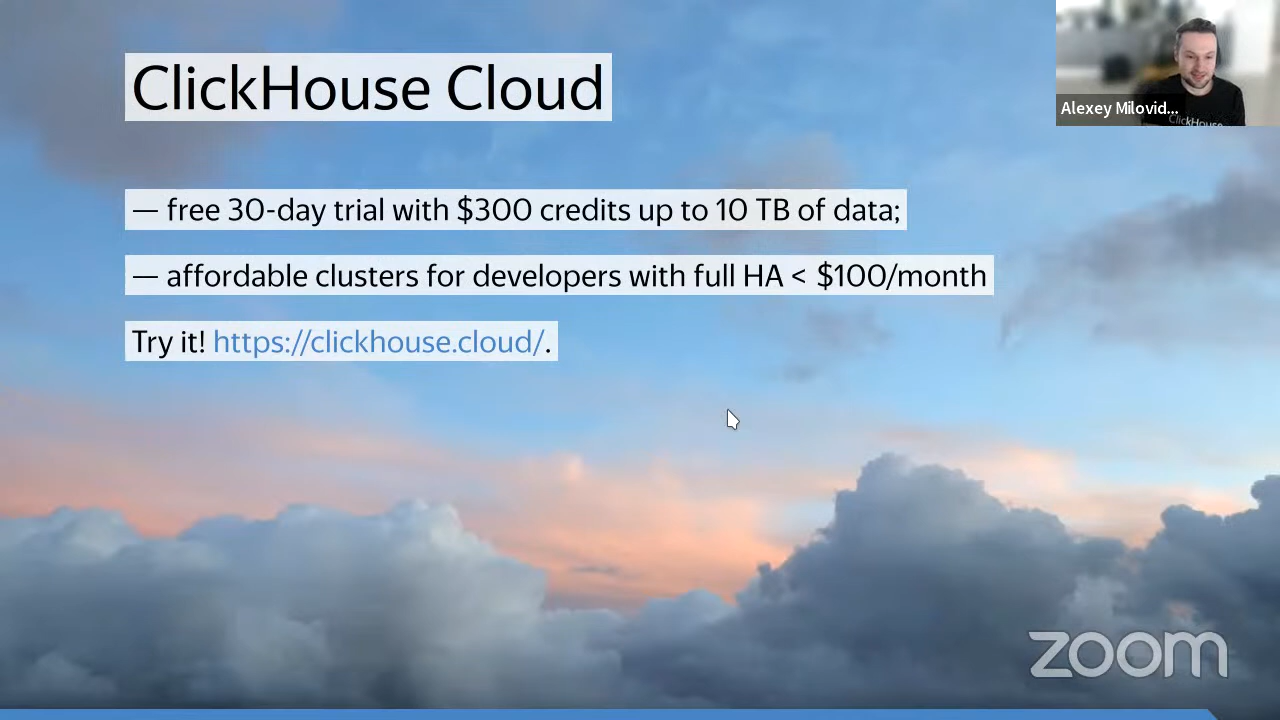 ClickHouse Cloud
Alexey Milovid...
ClickHouse
— free 30-day trial with $300 credits up to 10 TB of data;
— affordable clusters for developers with full HA < $100/month
Try it! https://clickhouse.cloud/.
zoom